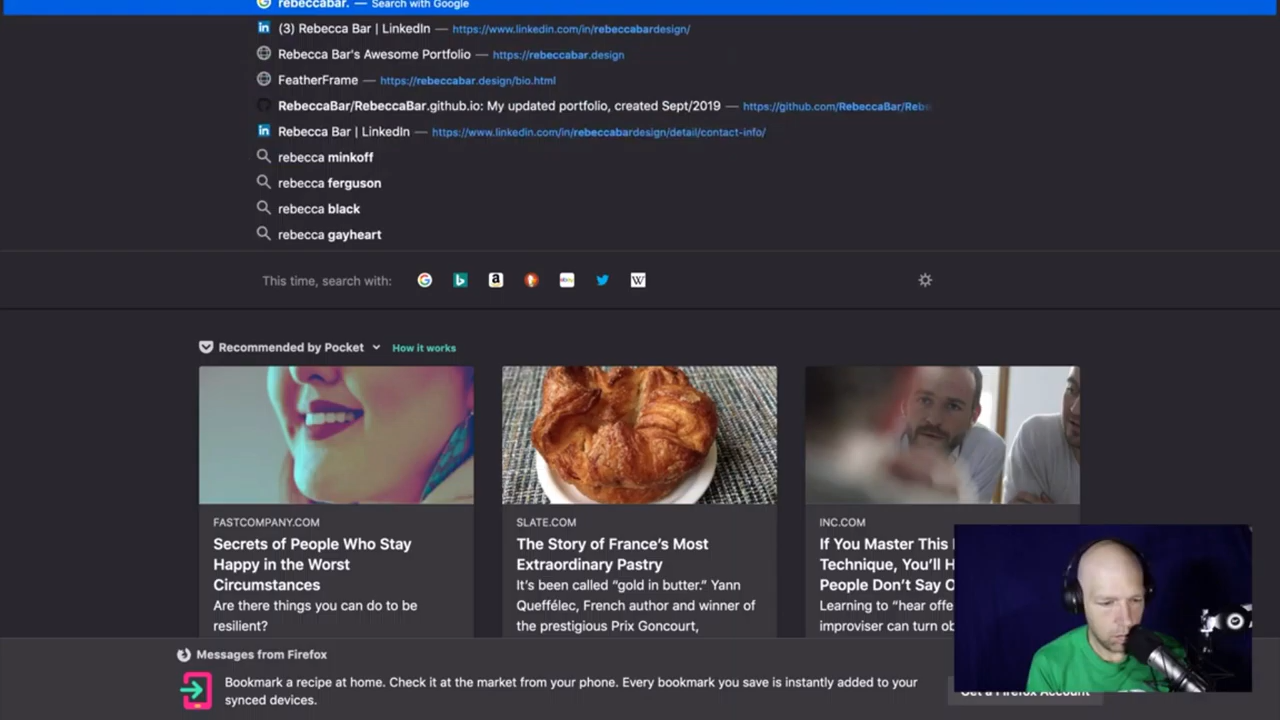 rebeccabar. — Search with Google
(3) Rebecca Bar | LinkedIn — https://www.linkedin.com/in/rebeccabardesign/
Rebecca Bar's Awesome Portfolio — https://rebeccabar.design
FeatherFrame — https://rebeccabar.design/bio.html
RebeccaBar/RebeccaBar.github.io: My updated portfolio, created Sept/2019 — https://github.com/RebeccaBar/Reb
Rebecca Bar | LinkedIn — https://www.linkedin.com/in/rebeccabardesign/detail/contact-info/
rebecca minkoff
rebecca ferguson
rebecca black
rebecca gayheart
This time, search with:
Recommended by Pocket How it works
FASTCOMPANY.COM
Secrets of People Who Stay
Happy in the Worst
Circumstances
Are there things you can do to be
resilient?
SLATE.COM
The Story of France's Most
Extraordinary Pastry
It's been called "gold in butter." Yann
Queffélec, French author and winner of
the prestigious Prix Goncourt,
INC.COM
If You Master This
Technique, You'll H
People Don't Say O
Learning to "hear offe
improviser can turn ob
Messages from Firefox
Bookmark a recipe at home. Check it at the market from your phone. Every bookmark you save is instantly added to your
synced devices.
Get a Firefox Account